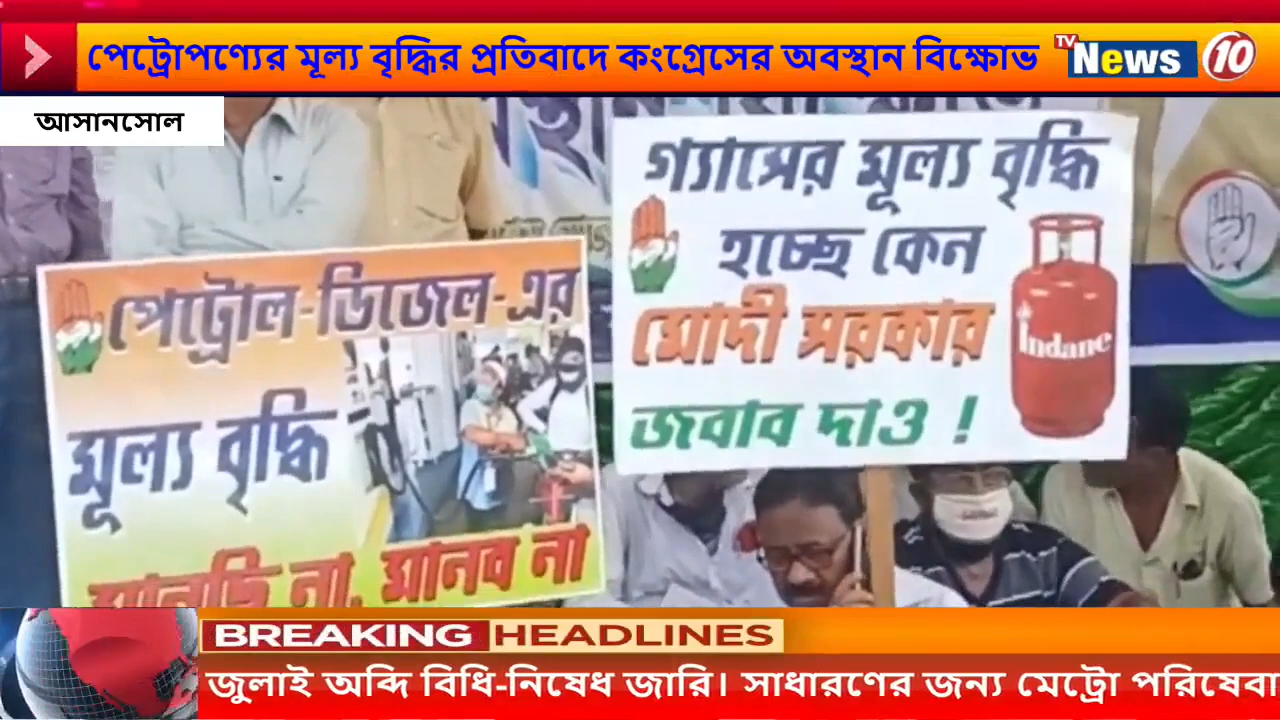 পেট্রোপণ্যের মূল্য বৃদ্ধির প্রতিবাদে কংগ্রেসের অবস্থান বিক্ষোভ
TV News 10
আসানসোল
পেট্রোল-ডিজেল-এর
মূল্য বৃদ্ধি
মানছি না, মানব না
গ্যাসের মূল্য বৃদ্ধি
হচ্ছে কেন
মোদী সরকার
জবাব দাও !
Indane
BREAKING HEADLINES
জুলাই অব্দি বিধি-নিষেধ জারি। সাধারণের জন্য মেট্রো পরিষেবা